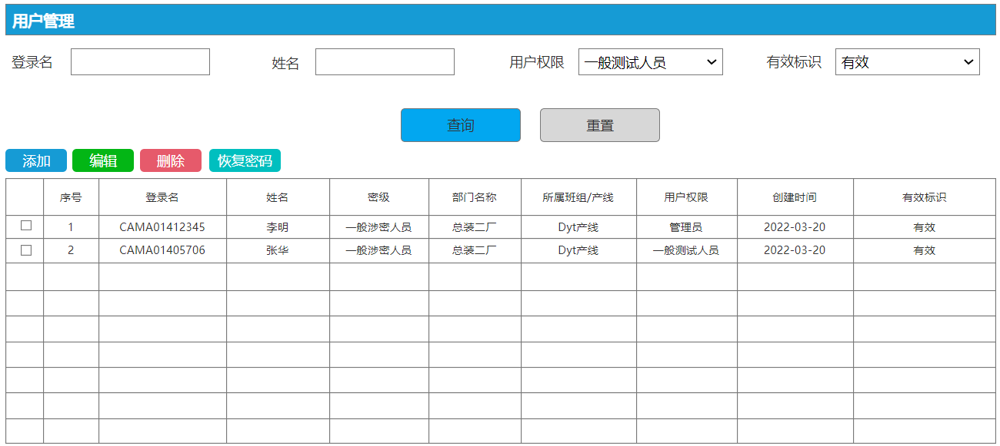 用户管理
登录名 姓名 用户权限 一般测试人员 有效标识 有效
查询 重置
添加 编辑 删除 恢复密码
序号 登录名 姓名 密级 部门名称 所属班组/产线 用户权限 创建时间 有效标识
1 CAMA01412345 李明 一般涉密人员 总装二厂 Dyt产线 管理员 2022-03-20 有效
2 CAMA01405706 张华 一般涉密人员 总装二厂 Dyt产线 一般测试人员 2022-03-20 有效